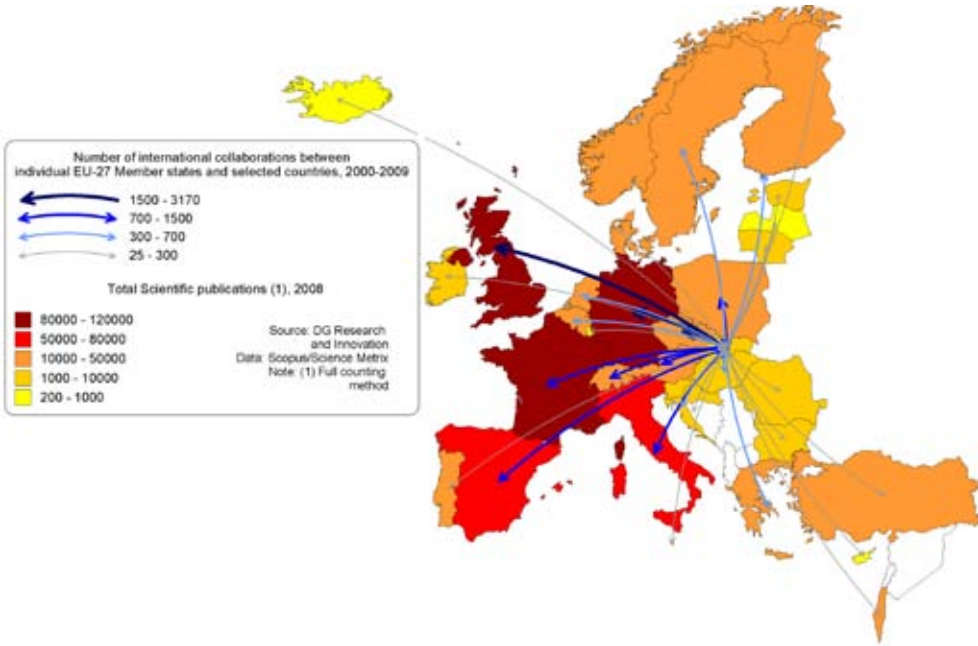 Number of international collaborations between
individual EU-27 Member states and selected countries, 2000-2009
1500 - 3170
700 - 1500
300 - 700
25 - 300
Total Scientific publications (1), 2008
80000 - 120000
50000 - 80000
10000 - 50000
1000 - 10000
200 - 1000
Source: DG Research
and Innovation
Data: Scopus/Science Metrix
Note: (1) Full counting
method